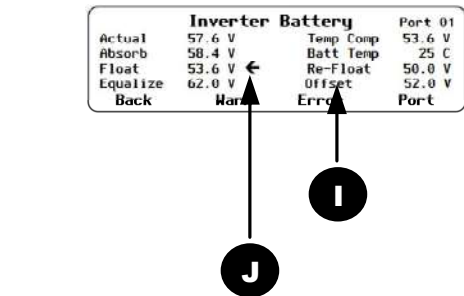 Inverter Battery Port 01
Actual 57.6 V Temp Comp 53.6 V
Absorb 58.4 V Batt Temp 25 C
Float 53.6 V ← Re-Float 50.0 V
Equalize 62.0 V Offset 52.0 V
Back Port
I
J